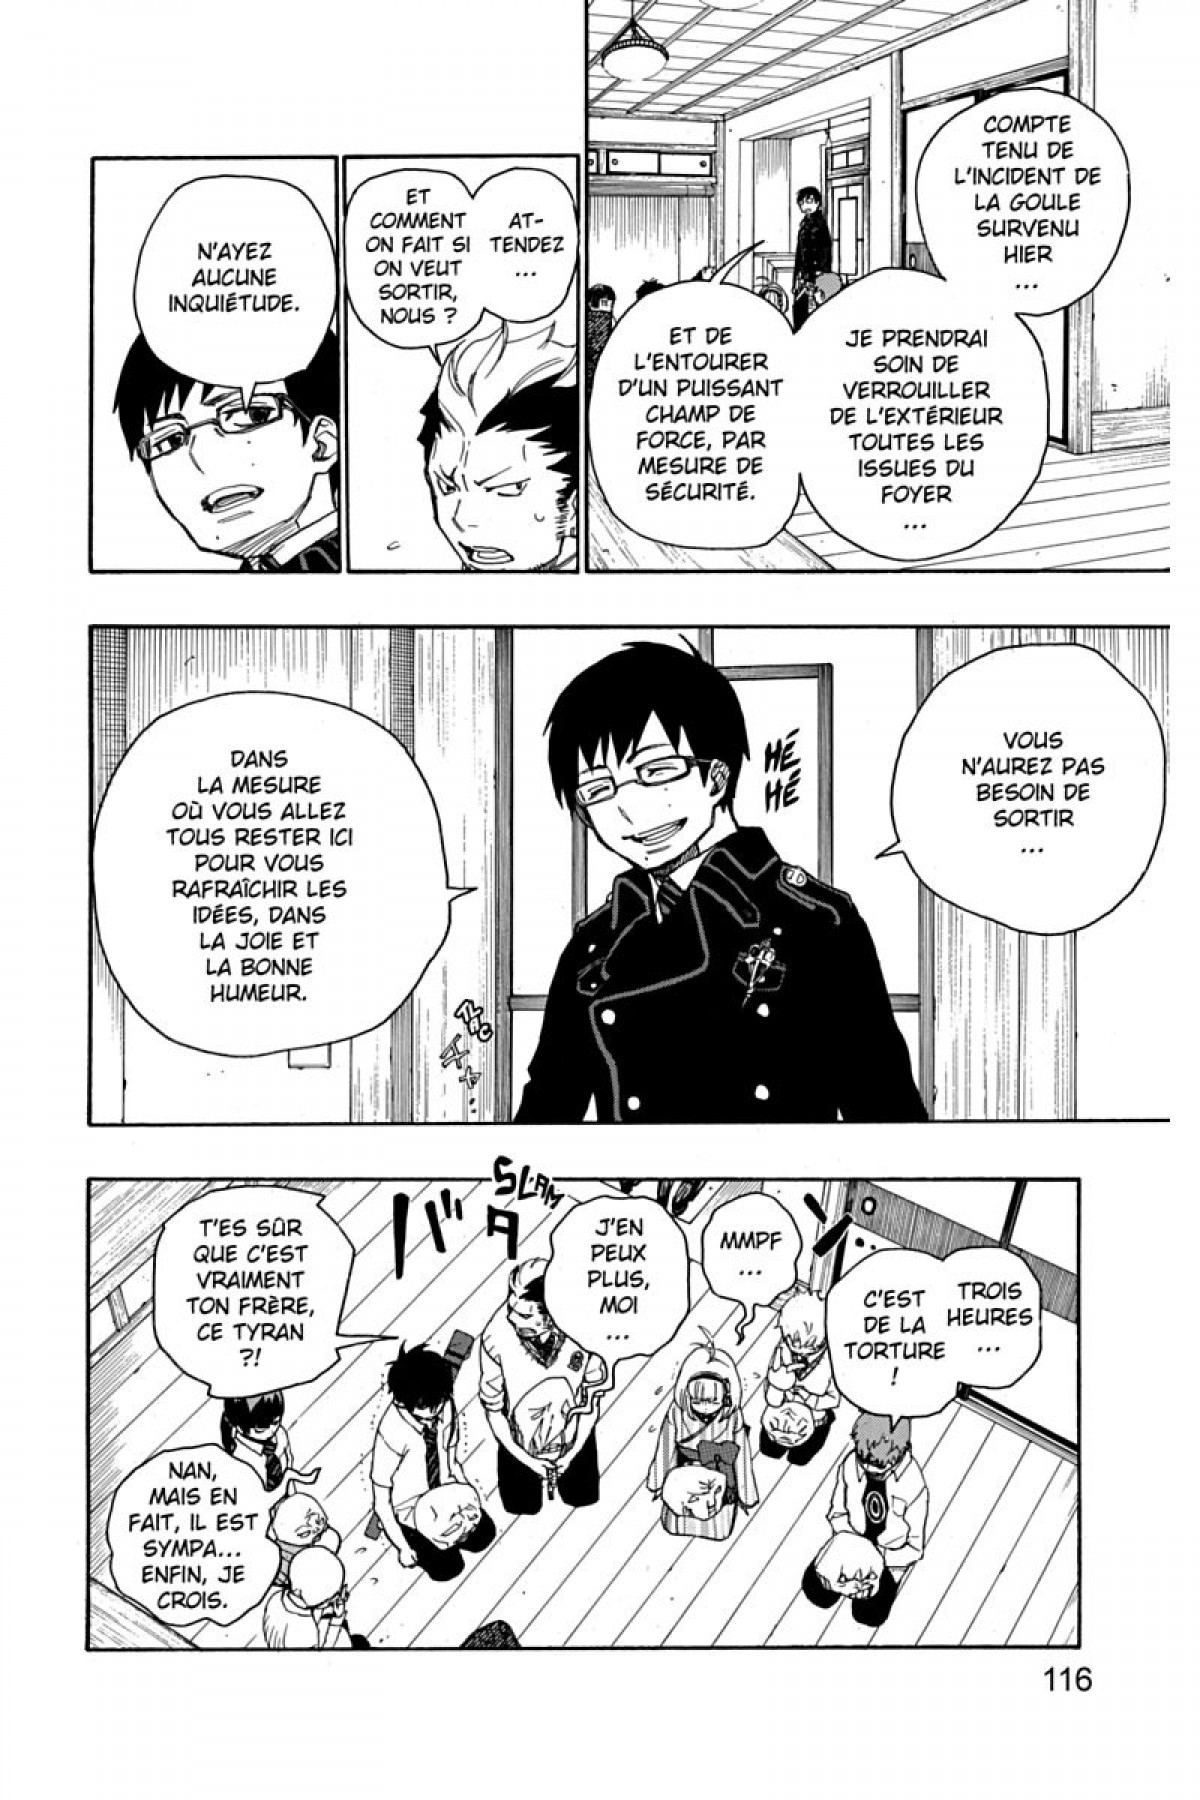 COMPTE
TENU DE
L'INCIDENT DE
LA GOULE
SURVENU
HIER
...
JE PRENDRAI
SOIN DE
VERROUILLER
DE L'EXTÉRIEUR
TOUTES LES
ISSUES DU
FOYER
...
ET DE
L'ENTOURER
D'UN PUISSANT
CHAMP DE
FORCE, PAR
MESURE DE
SÉCURITÉ.
AT-
TENDEZ
...
ET
COMMENT
ON FAIT SI
ON VEUT
SORTIR,
NOUS ?
N'AYEZ
AUCUNE
INQUIÉTUDE.
VOUS
N'AUREZ PAS
BESOIN DE
SORTIR
...
HÉ
HÉ
DANS
LA MESURE
OÙ VOUS ALLEZ
TOUS RESTER ICI
POUR VOUS
RAFRAÎCHIR LES
IDÉES, DANS
LA JOIE ET
LA BONNE
HUMEUR.
TROIS
HEURES
...
C'EST
DE LA
TORTURE
!
MMPF
...
J'EN
PEUX
PLUS,
MOI
...
SLAM
バタ
T'ES SÛR
QUE C'EST
VRAIMENT
TON FRÈRE,
CE TYRAN
?!
NAN,
MAIS EN
FAIT, IL EST
SYMPA...
ENFIN, JE
CROIS.
116